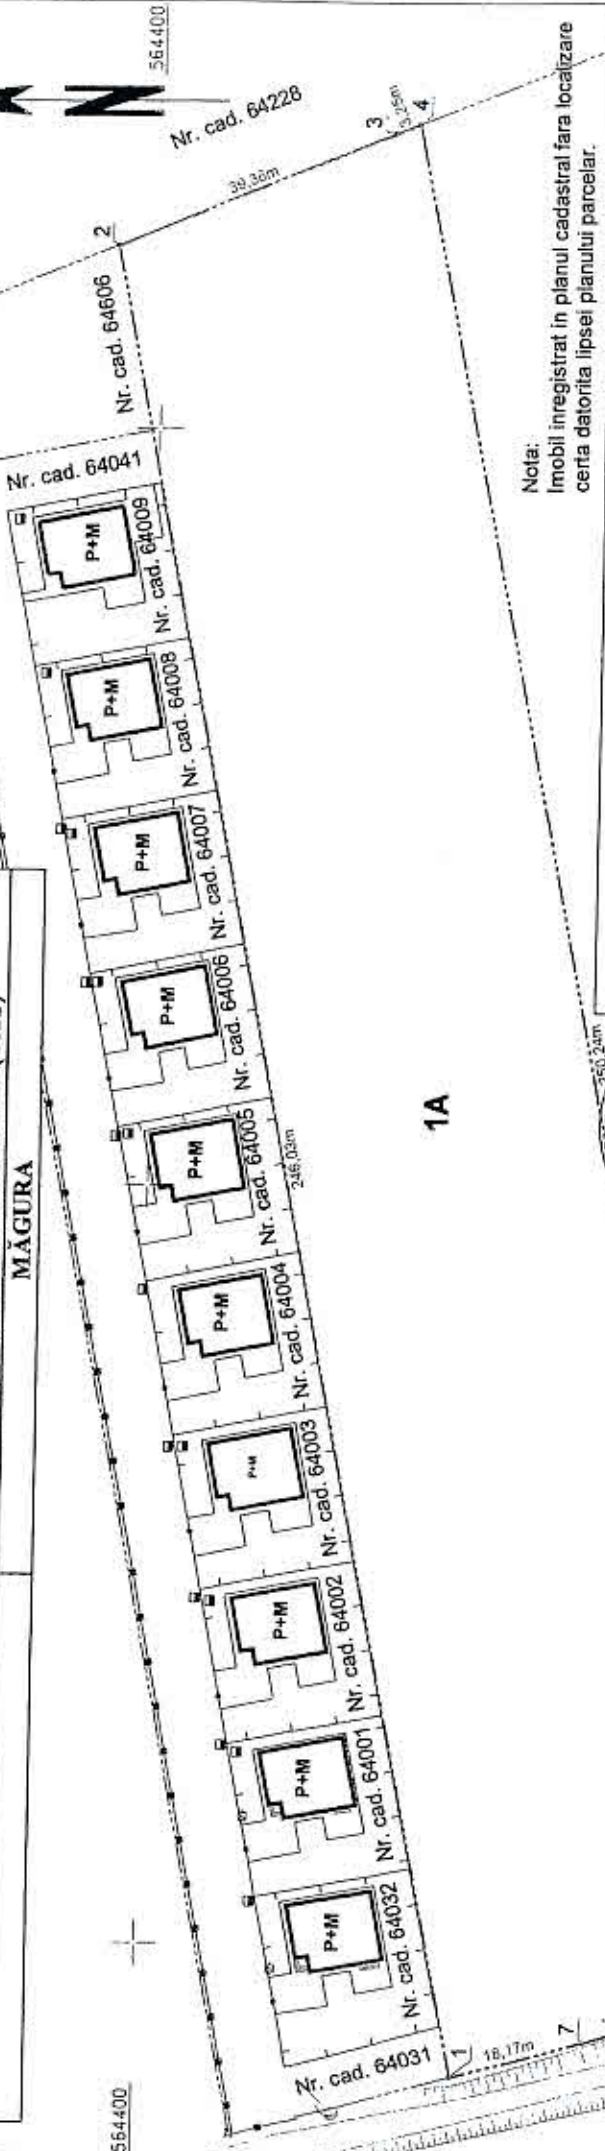 564400
N
Nr. cad. 64228
3
3,25m
4
39,36m
2
Nr. cad. 64606
Nr. cad. 64041
Nota:
Imobil inregistrat in planul cadastral fara localizare
certa datorita lipsei planului parcelar.
P+M
Nr. cad. 64009
P+M
Nr. cad. 64008
P+M
Nr. cad. 64007
P+M
Nr. cad. 64006
P+M
Nr. cad. 64005
246,03m
MĂGURA
1A
250,24m
P+M
Nr. cad. 64004
P+M
Nr. cad. 64003
P+M
Nr. cad. 64002
P+M
Nr. cad. 64001
P+M
Nr. cad. 64032
Nr. cad. 64031
1
18,17m
7
564400